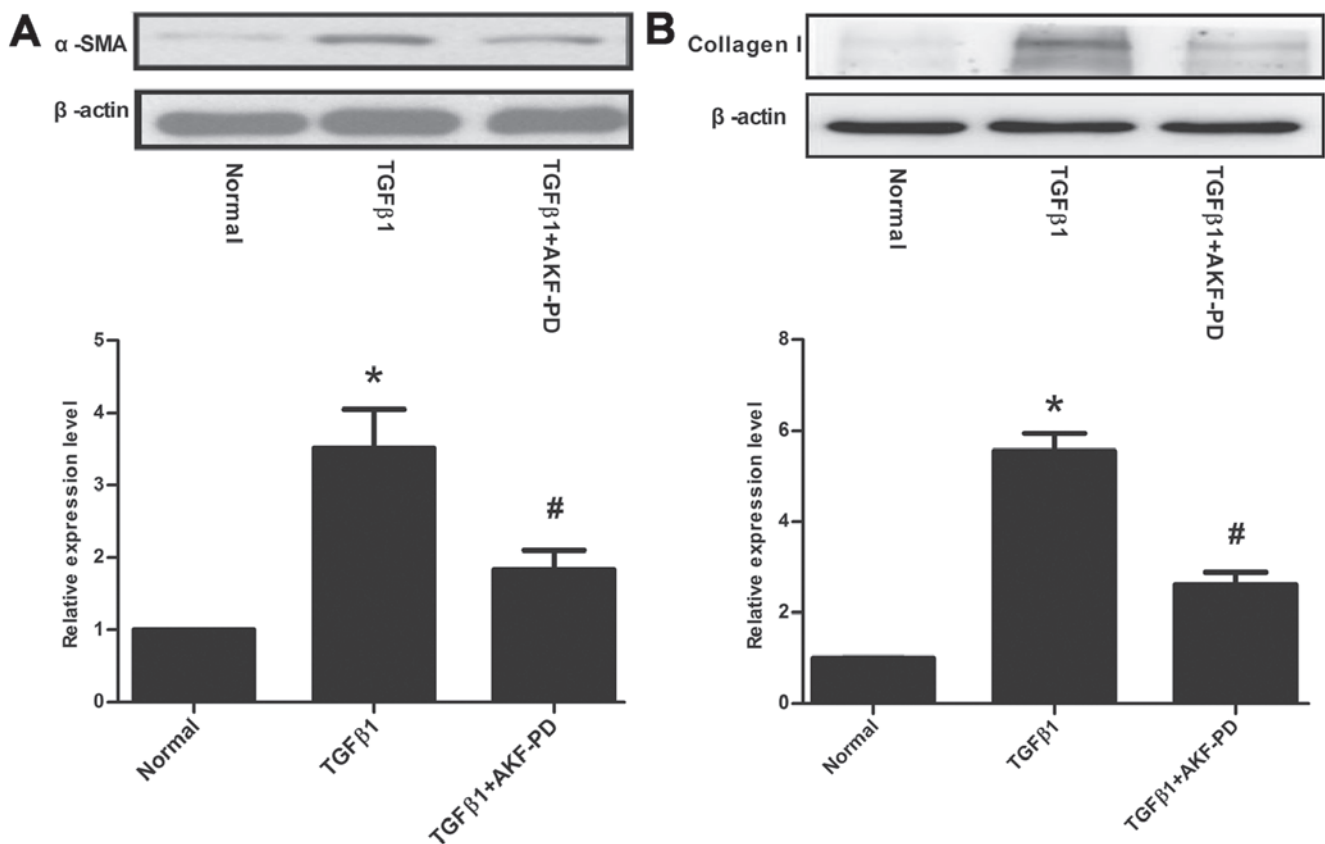 A
α -SMA
β -actin
Normal
TGFβ1
TGFβ1+AKF-PD
Relative expression level
5
4
3
2
1
0
*
#
Normal
TGFβ1
TGFβ1+AKF-PD
B
Collagen I
β -actin
Normal
TGFβ1
TGFβ1+AKF-PD
Relative expression level
8
6
4
2
0
*
#
Normal
TGFβ1
TGFβ1+AKF-PD